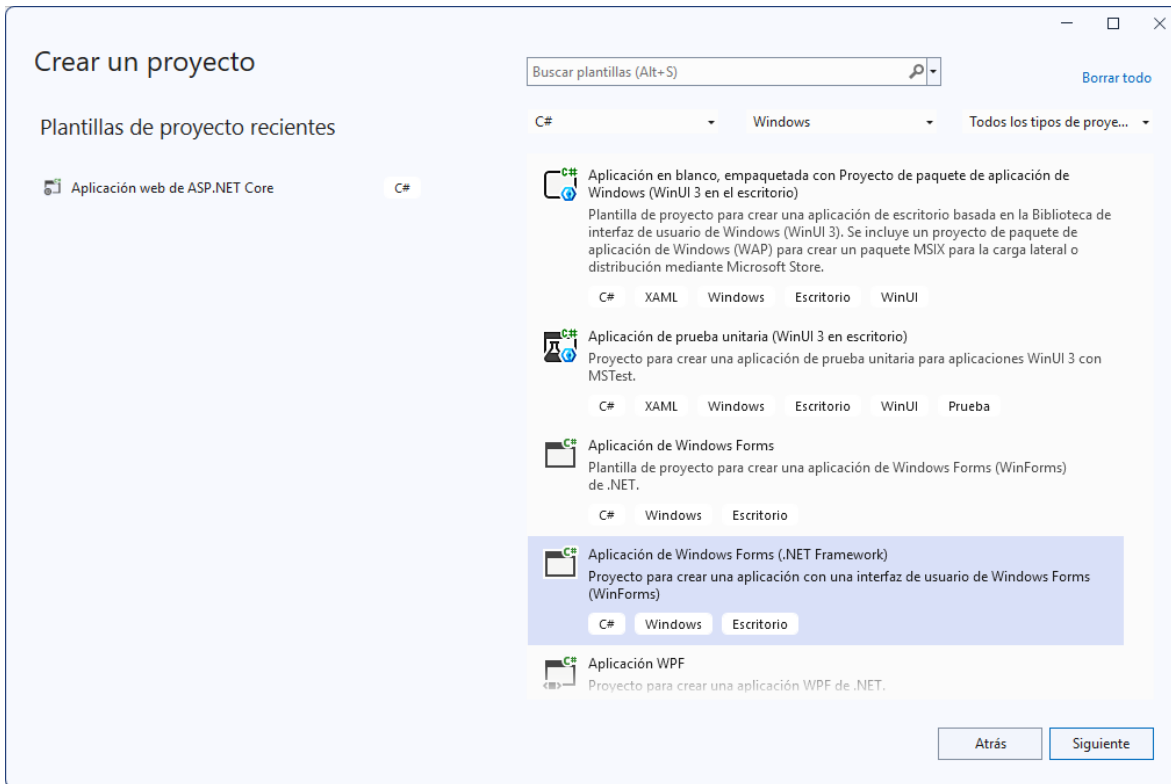 Crear un proyecto
Buscar plantillas (Alt+S)
Borrar todo
Plantillas de proyecto recientes
C#
Windows
Todos los tipos de proye...
Aplicación web de ASP.NET Core
C#
C#
Aplicación en blanco, empaquetada con Proyecto de paquete de aplicación de
Windows (WinUI 3 en el escritorio)
Plantilla de proyecto para crear una aplicación de escritorio basada en la Biblioteca de
interfaz de usuario de Windows (WinUI 3). Se incluye un proyecto de paquete de
aplicación de Windows (WAP) para crear un paquete MSIX para la carga lateral o
distribución mediante Microsoft Store.
C# XAML Windows Escritorio WinUI
C#
Aplicación de prueba unitaria (WinUI 3 en escritorio)
Proyecto para crear una aplicación de prueba unitaria para aplicaciones WinUI 3 con
MSTest.
C# XAML Windows Escritorio WinUI Prueba
C#
Aplicación de Windows Forms
Plantilla de proyecto para crear una aplicación de Windows Forms (WinForms)
de .NET.
C# Windows Escritorio
C#
Aplicación de Windows Forms (.NET Framework)
Proyecto para crear una aplicación con una interfaz de usuario de Windows Forms
(WinForms)
C# Windows Escritorio
C#
Aplicación WPF
Proyecto para crear una aplicación WPF de .NET.
Atrás
Siguiente